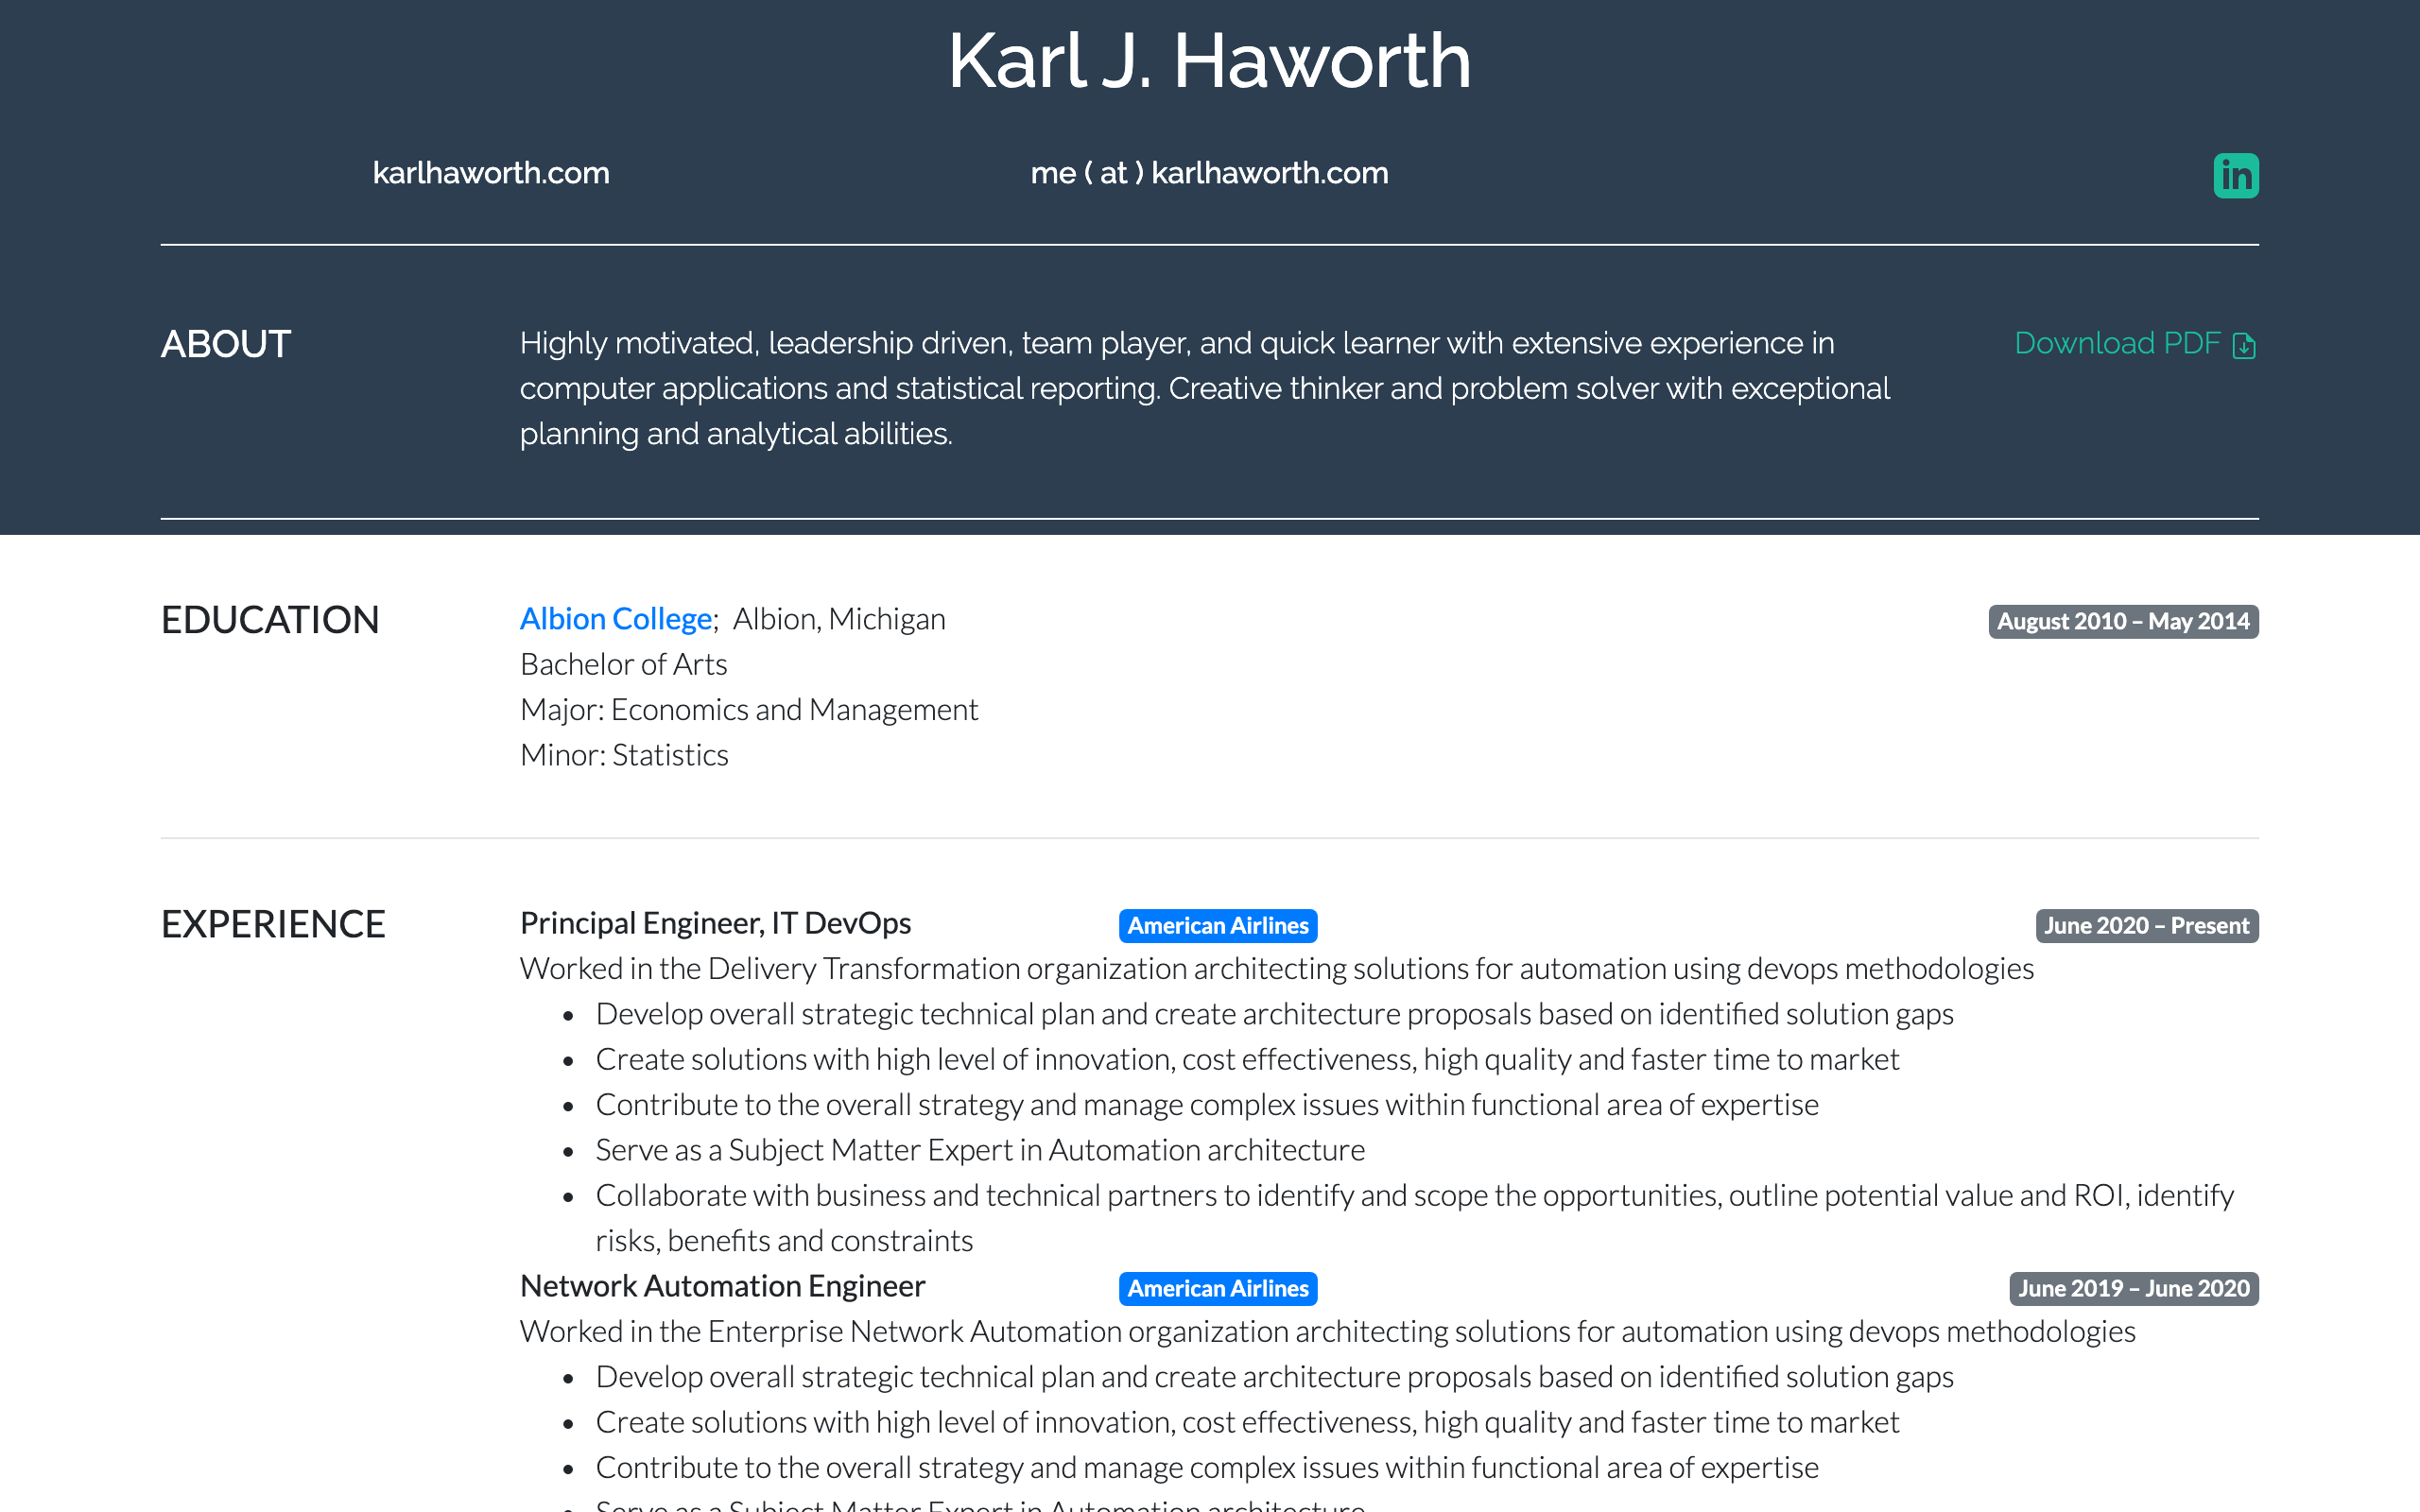 Karl J. Haworth
karlhaworth.com
me ( at ) karlhaworth.com
in
ABOUT
Highly motivated, leadership driven, team player, and quick learner with extensive experience in
computer applications and statistical reporting. Creative thinker and problem solver with exceptional
planning and analytical abilities.
Download PDF
EDUCATION
Albion College; Albion, Michigan
August 2010 – May 2014
Bachelor of Arts
Major: Economics and Management
Minor: Statistics
EXPERIENCE
Principal Engineer, IT DevOps
American Airlines
June 2020 – Present
Worked in the Delivery Transformation organization architecting solutions for automation using devops methodologies
• Develop overall strategic technical plan and create architecture proposals based on identified solution gaps
• Create solutions with high level of innovation, cost effectiveness, high quality and faster time to market
• Contribute to the overall strategy and manage complex issues within functional area of expertise
• Serve as a Subject Matter Expert in Automation architecture
• Collaborate with business and technical partners to identify and scope the opportunities, outline potential value and ROI, identify
risks, benefits and constraints
Network Automation Engineer
American Airlines
June 2019 – June 2020
Worked in the Enterprise Network Automation organization architecting solutions for automation using devops methodologies
• Develop overall strategic technical plan and create architecture proposals based on identified solution gaps
• Create solutions with high level of innovation, cost effectiveness, high quality and faster time to market
• Contribute to the overall strategy and manage complex issues within functional area of expertise
• Serve as a Subject Matter Expert in Automation architecture